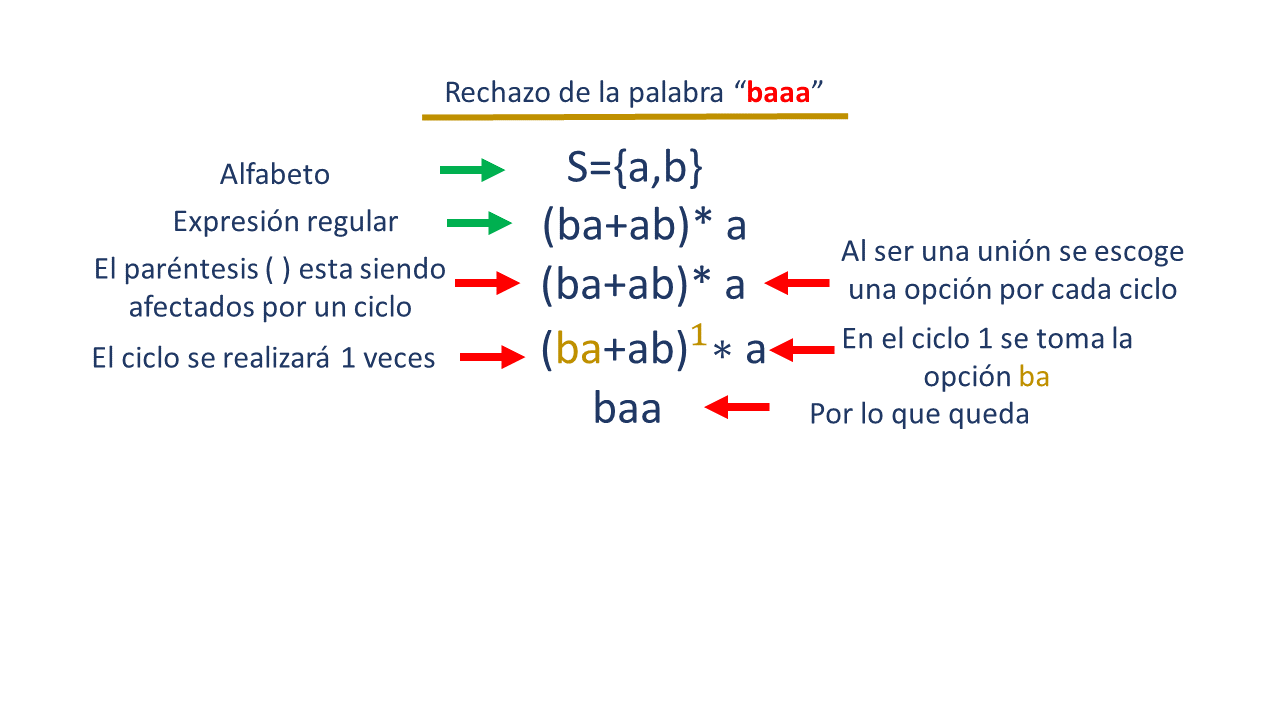 Rechazo de la palabra “baaa”
Alfabeto
S={a,b}
Expresión regular
(ba+ab)* a
El paréntesis ( ) esta siendo
afectados por un ciclo
(ba+ab)* a
Al ser una unión se escoge
una opción por cada ciclo
El ciclo se realizará 1 veces
(ba+ab)¹* a
En el ciclo 1 se toma la
opción ba
baa
Por lo que queda